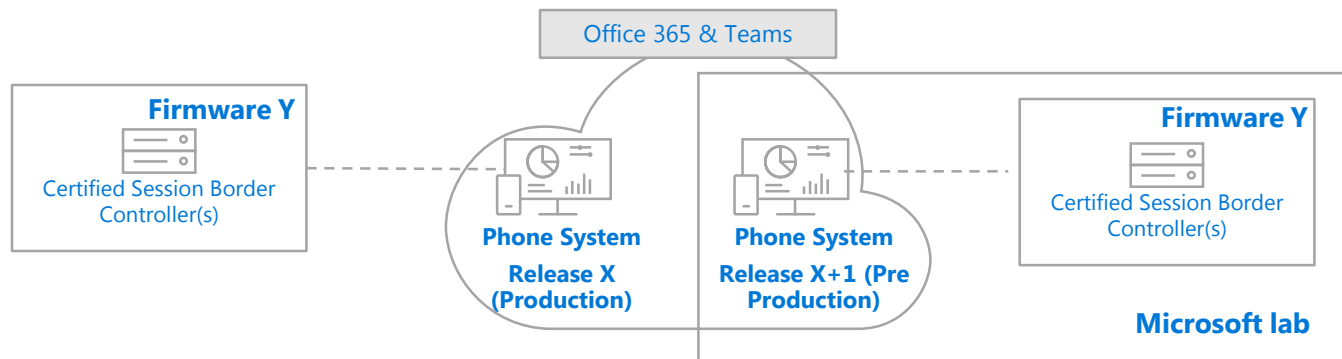 Office 365 & Teams
Firmware Y
Certified Session Border
Controller(s)
Phone System
Release X
(Production)
Phone System
Release X+1 (Pre
Production)
Firmware Y
Certified Session Border
Controller(s)
Microsoft lab